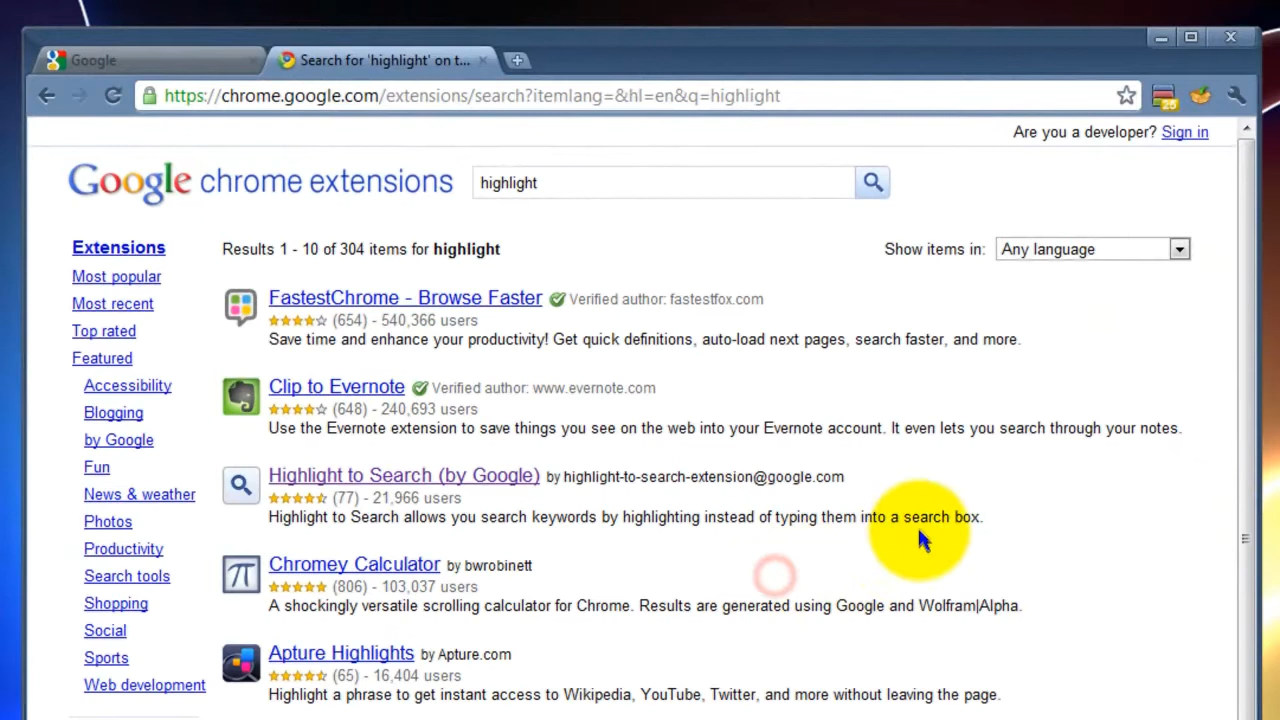 Google
Search for 'highlight' on t...
https://chrome.google.com/extensions/search?itemlang=&hl=en&q=highlight
25
Are you a developer? Sign in
Google chrome extensions
highlight
Extensions
Most popular
Most recent
Top rated
Featured
Accessibility
Blogging
by Google
Fun
News & weather
Photos
Productivity
Search tools
Shopping
Social
Sports
Web development
Results 1 - 10 of 304 items for highlight
Show items in: Any language
FastestChrome - Browse Faster Verified author: fastestfox.com
(654) - 540,366 users
Save time and enhance your productivity! Get quick definitions, auto-load next pages, search faster, and more.
Clip to Evernote Verified author: www.evernote.com
(648) - 240,693 users
Use the Evernote extension to save things you see on the web into your Evernote account. It even lets you search through your notes.
Highlight to Search (by Google) by highlight-to-search-extension@google.com
(77) - 21,966 users
Highlight to Search allows you search keywords by highlighting instead of typing them into a search box.
Chromey Calculator by bwrobinett
(806) - 103,037 users
A shockingly versatile scrolling calculator for Chrome. Results are generated using Google and Wolfram|Alpha.
Apture Highlights by Apture.com
(65) - 16,404 users
Highlight a phrase to get instant access to Wikipedia, YouTube, Twitter, and more without leaving the page.